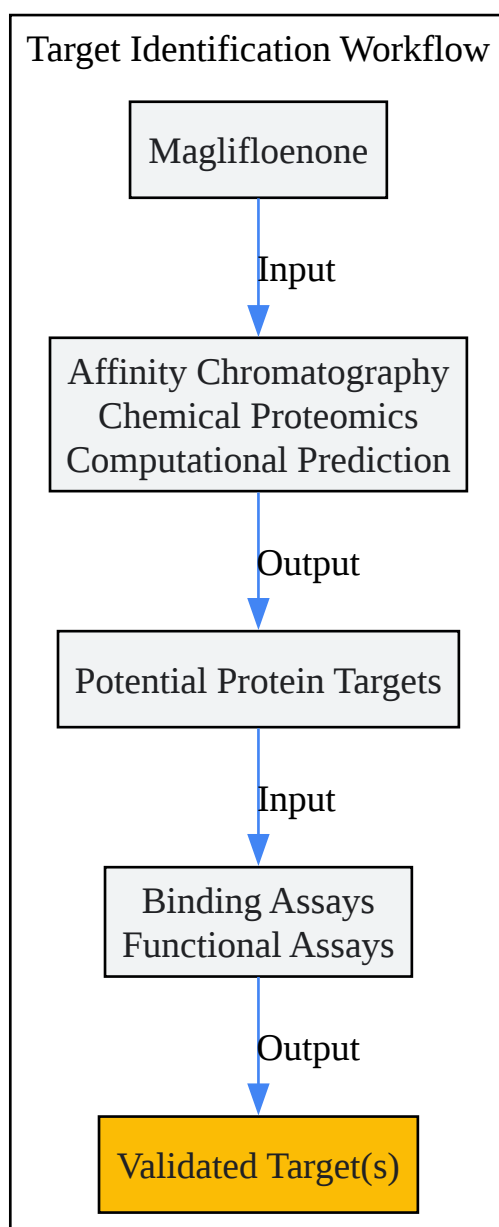 Target Identification Workflow
Maglifloenone
Input
Affinity Chromatography
Chemical Proteomics
Computational Prediction
Output
Potential Protein Targets
Input
Binding Assays
Functional Assays
Output
Validated Target(s)